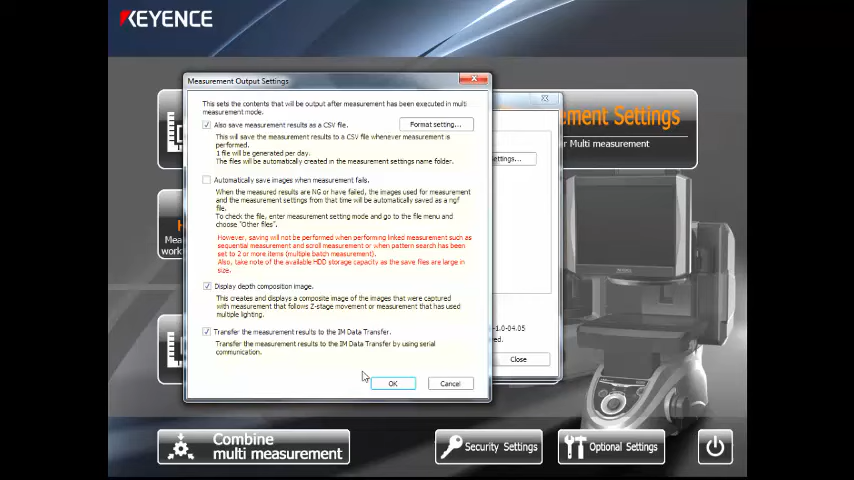 KEYENCE
Measurement Output Settings
This sets the contents that will be output after measurement has been executed in multi
measurement mode.
Also save measurement results as a CSV file.
Format setting...
This will save the measurement results to a CSV file whenever measurement is
performed.
1 file will be generated per day.
The files will be automatically created in the measurement settings name folder.
Automatically save images when measurement fails.
When the measured results are NG or have failed, the images used for measurement
and the measurement settings from that time will be automatically saved as a ngf
file.
To check the file, enter measurement setting mode and go to the file menu and
choose "Other files".
However, saving will not be performed when performing linked measurement such as
sequential measurement and scroll measurement or when pattern search has been
set to 2 or more items (multiple batch measurement).
Also, take note of the available HDD storage capacity as the save files are large in
size.
Display depth composition image.
This creates and displays a composite image of the images that were captured
with measurement that follows Z-stage movement or measurement that has used
multiple lighting.
Transfer the measurement results to the IM Data Transfer.
Transfer the measurement results to the IM Data Transfer by using serial
communication.
OK
Cancel
ettings...
-1.0-04.05
Close
ement Settings
r Multi measurement
H
Mea
work
Combine
multi measurement
Security Settings
Optional Settings